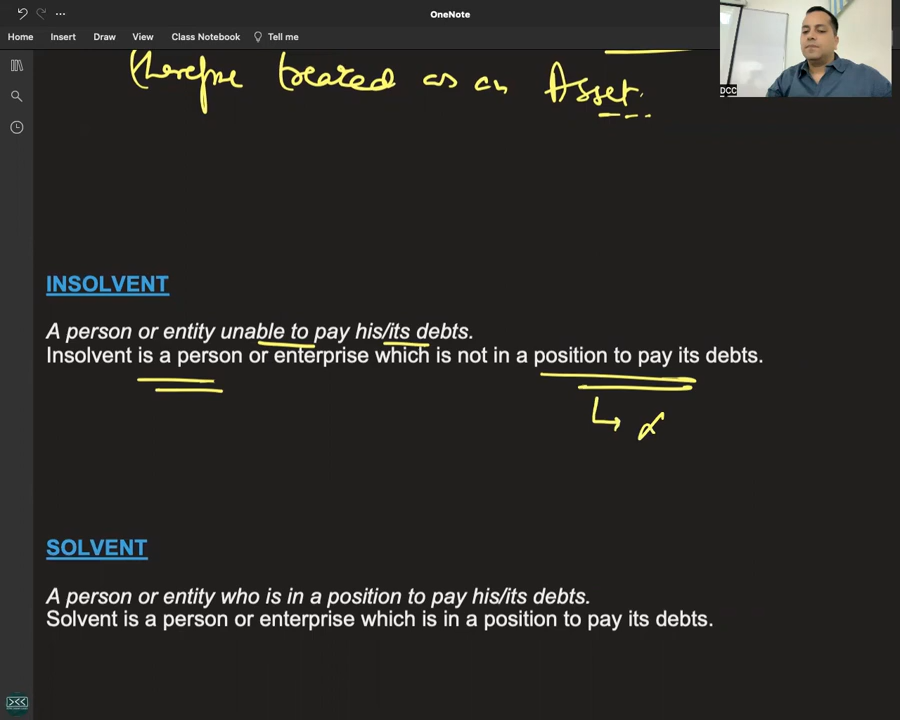 OneNote
Home Insert Draw View Class Notebook Tell me
DCC
therefore treated as an Asset.
INSOLVENT
A person or entity unable to pay his/its debts.
Insolvent is a person or enterprise which is not in a position to pay its debts.
SOLVENT
A person or entity who is in a position to pay his/its debts.
Solvent is a person or enterprise which is in a position to pay its debts.